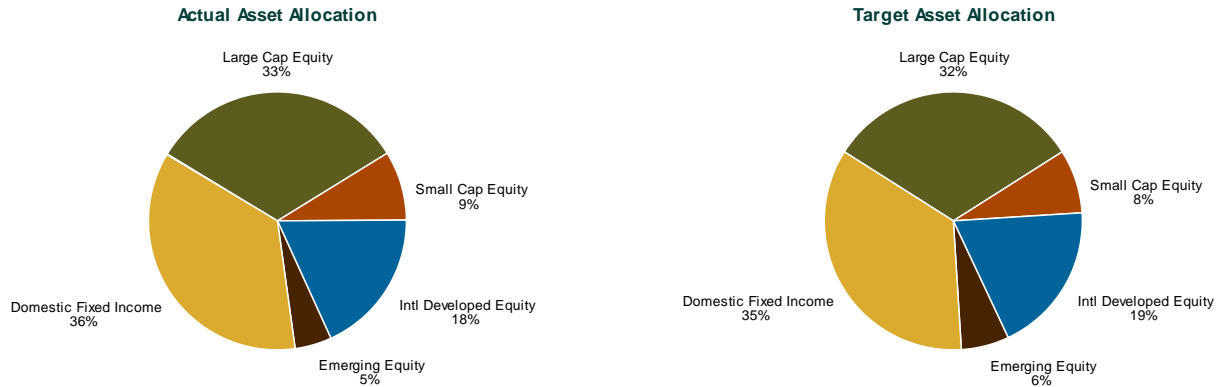 Actual Asset Allocation
Large Cap Equity
33%
Small Cap Equity
9%
Intl Developed Equity
18%
Emerging Equity
5%
Domestic Fixed Income
36%
Target Asset Allocation
Large Cap Equity
32%
Small Cap Equity
8%
Intl Developed Equity
19%
Emerging Equity
6%
Domestic Fixed Income
35%